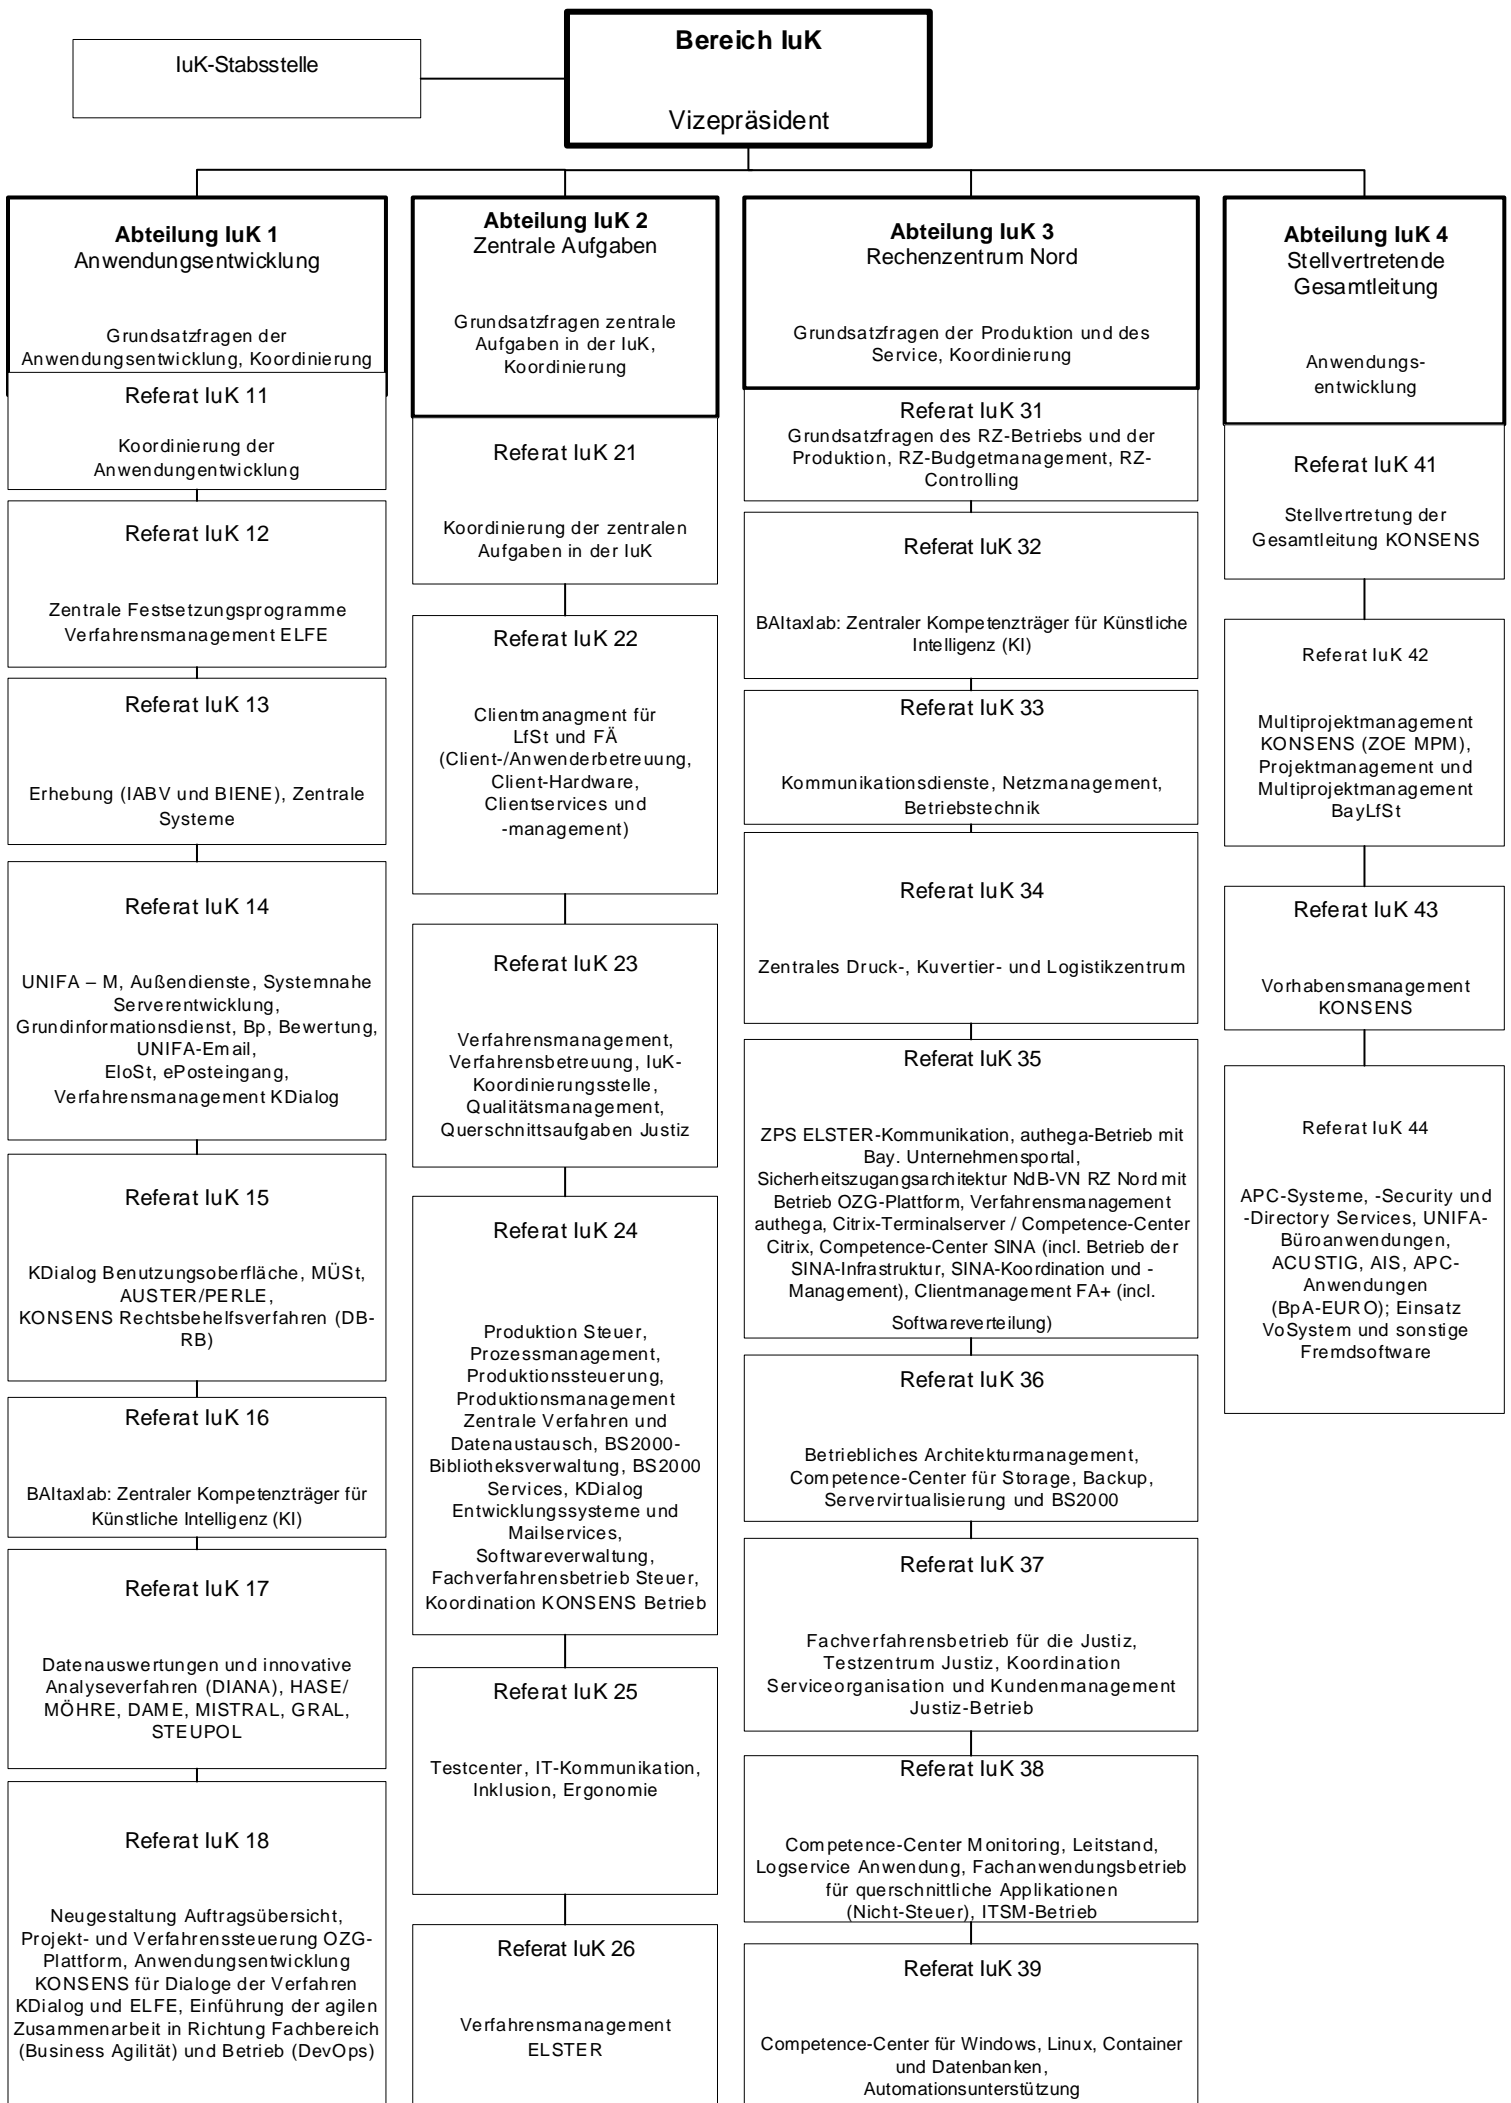 Bereich IuK
Vizepräsident
IuK-Stabsstelle
Abteilung IuK 1
Anwendungsentwicklung
Grundsatzfragen der
Anwendungsentwicklung, Koordinierung
Referat IuK 11
Koordinierung der
Anwendungentwicklung
Referat IuK 12
Zentrale Festsetzungsprogramme
Verfahrensmanagement ELFE
Referat IuK 13
Erhebung (IABV und BIENE), Zentrale
Systeme
Referat IuK 14
UNIFA – M, Außendienste, Systemnahe
Serverentwicklung,
Grundinformationsdienst, Bp, Bewertung,
UNIFA-Email,
EloSt, ePosteingang,
Verfahrensmanagement KDialog
Referat IuK 15
KDialog Benutzungsoberfläche, MÜSt,
AUSTER/PERLE,
KONSENS Rechtsbehelfsverfahren (DB-
RB)
Referat IuK 16
BAItaxlab: Zentraler Kompetenzträger für
Künstliche Intelligenz (KI)
Referat IuK 17
Datenauswertungen und innovative
Analyseverfahren (DIANA), HASE/
MÖHRE, DAME, MISTRAL, GRAL,
STEUPOL
Referat IuK 18
Neugestaltung Auftragsübersicht,
Projekt- und Verfahrenssteuerung OZG-
Plattform, Anwendungsentwicklung
KONSENS für Dialoge der Verfahren
KDialog und ELFE, Einführung der agilen
Zusammenarbeit in Richtung Fachbereich
(Business Agilität) und Betrieb (DevOps)
Abteilung IuK 2
Zentrale Aufgaben
Grundsatzfragen zentrale
Aufgaben in der IuK,
Koordinierung
Referat IuK 21
Koordinierung der zentralen
Aufgaben in der IuK
Referat IuK 22
Clientmanagment für
LfSt und FÄ
(Client-/Anwenderbetreuung,
Client-Hardware,
Clientservices und
-management)
Referat IuK 23
Verfahrensmanagement,
Verfahrensbetreuung, IuK-
Koordinierungsstelle,
Qualitätsmanagement,
Querschnittsaufgaben Justiz
Referat IuK 24
Produktion Steuer,
Prozessmanagement,
Produktionssteuerung,
Produktionsmanagement
Zentrale Verfahren und
Datenaustausch, BS2000-
Bibliotheksverwaltung, BS2000
Services, KDialog
Entwicklungssysteme und
Mailservices,
Softwareverwaltung,
Fachverfahrensbetrieb Steuer,
Koordination KONSENS Betrieb
Referat IuK 25
Testcenter, IT-Kommunikation,
Inklusion, Ergonomie
Referat IuK 26
Verfahrensmanagement
ELSTER
Abteilung IuK 3
Rechenzentrum Nord
Grundsatzfragen der Produktion und des
Service, Koordinierung
Referat IuK 31
Grundsatzfragen des RZ-Betriebs und der
Produktion, RZ-Budgetmanagement, RZ-
Controlling
Referat IuK 32
BAItaxlab: Zentraler Kompetenzträger für Künstliche
Intelligenz (KI)
Referat IuK 33
Kommunikationsdienste, Netzmanagement,
Betriebstechnik
Referat IuK 34
Zentrales Druck-, Kuvertier- und Logistikzentrum
Referat IuK 35
ZPS ELSTER-Kommunikation, authega-Betrieb mit
Bay. Unternehmensportal,
Sicherheitszugangsarchitektur NdB-VN RZ Nord mit
Betrieb OZG-Plattform, Verfahrensmanagement
authega, Citrix-Terminalserver / Competence-Center
Citrix, Competence-Center SINA (incl. Betrieb der
SINA-Infrastruktur, SINA-Koordination und -
Management), Clientmanagement FA+ (incl.
Softwareverteilung)
Referat IuK 36
Betriebliches Architekturmanagement,
Competence-Center für Storage, Backup,
Servervirtualisierung und BS2000
Referat IuK 37
Fachverfahrensbetrieb für die Justiz,
Testzentrum Justiz, Koordination
Serviceorganisation und Kundenmanagement
Justiz-Betrieb
Referat IuK 38
Competence-Center Monitoring, Leitstand,
Logservice Anwendung, Fachanwendungsbetrieb
für querschnittliche Applikationen
(Nicht-Steuer), ITSM-Betrieb
Referat IuK 39
Competence-Center für Windows, Linux, Container
und Datenbanken,
Automationsunterstützung
Abteilung IuK 4
Stellvertretende
Gesamtleitung
Anwendungs-
entwicklung
Referat IuK 41
Stellvertretung der
Gesamtleitung KONSENS
Referat IuK 42
Multiprojektmanagement
KONSENS (ZOE MPM),
Projektmanagement und
Multiprojektmanagement
BayLfSt
Referat IuK 43
Vorhabensmanagement
KONSENS
Referat IuK 44
APC-Systeme, -Security und
-Directory Services, UNIFA-
Büroanwendungen,
ACUSTIG, AIS, APC-
Anwendungen
(BpA-EURO); Einsatz
VoSystem und sonstige
Fremdsoftware